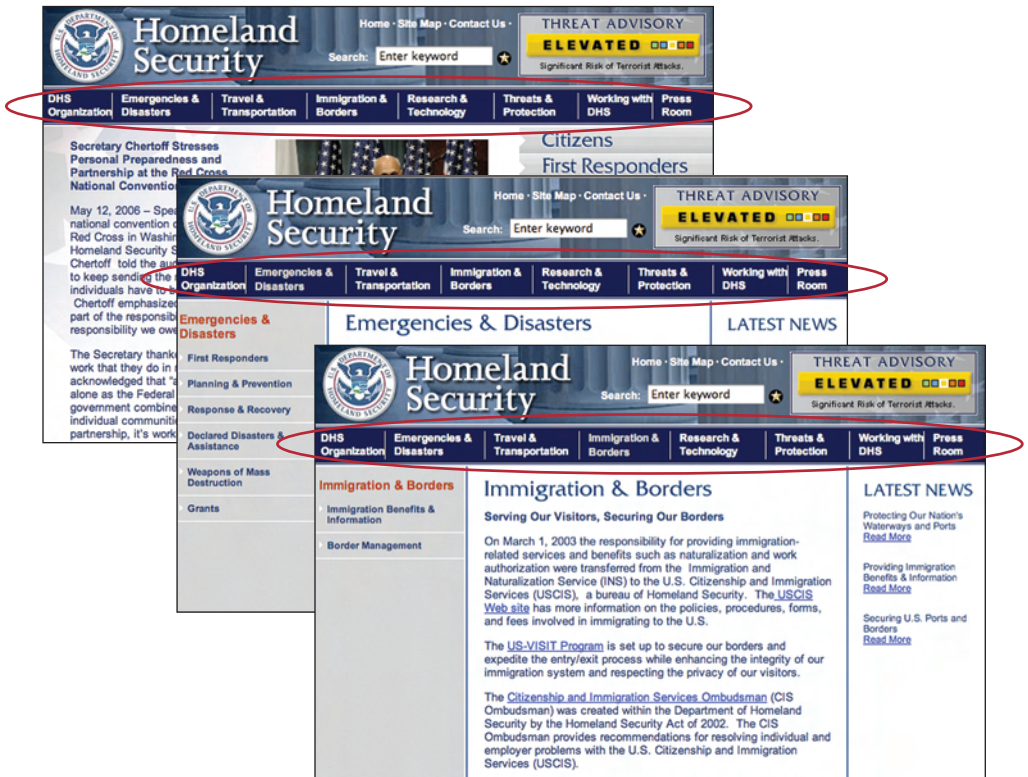 U.S. DEPARTMENT OF HOMELAND SECURITY
Homeland
Security
Home · Site Map · Contact Us ·
Search: Enter keyword
THREAT ADVISORY
ELEVATED
Significant Risk of Terrorist Attacks.
DHS Organization
Emergencies & Disasters
Travel & Transportation
Immigration & Borders
Research & Technology
Threats & Protection
Working with DHS
Press Room
Secretary Chertoff Stresses
Personal Preparedness and
Partnership at the Red Cross
National Convention
May 12, 2006 –
national convention
Red Cross in
Homeland Security
Chertoff told the
to keep sending the
individuals have to
Chertoff emphasized
part of the
responsibility we
The Secretary
work that they do in
acknowledged that
alone as the Federal
government
individual
partnership, it's work
Citizens
First Responders
U.S. DEPARTMENT OF HOMELAND SECURITY
Homeland
Security
Home · Site Map · Contact Us ·
Search: Enter keyword
THREAT ADVISORY
ELEVATED
Significant Risk of Terrorist Attacks.
DHS Organization
Emergencies & Disasters
Travel & Transportation
Immigration & Borders
Research & Technology
Threats & Protection
Working with DHS
Press Room
Emergencies &
Disasters
First Responders
Planning & Prevention
Response & Recovery
Declared Disasters &
Assistance
Weapons of Mass
Destruction
Grants
Emergencies & Disasters
LATEST NEWS
U.S. DEPARTMENT OF HOMELAND SECURITY
Homeland
Security
Home · Site Map · Contact Us ·
Search: Enter keyword
THREAT ADVISORY
ELEVATED
Significant Risk of Terrorist Attacks.
DHS Organization
Emergencies & Disasters
Travel & Transportation
Immigration & Borders
Research & Technology
Threats & Protection
Working with DHS
Press Room
Immigration & Borders
Immigration Benefits &
Information
Border Management
Immigration & Borders
Serving Our Visitors, Securing Our Borders
On March 1, 2003 the responsibility for providing immigration-
related services and benefits such as naturalization and work
authorization were transferred from the Immigration and
Naturalization Service (INS) to the U.S. Citizenship and Immigration
Services (USCIS), a bureau of Homeland Security. The USCIS
Web site has more information on the policies, procedures, forms,
and fees involved in immigrating to the U.S.
The US-VISIT Program is set up to secure our borders and
expedite the entry/exit process while enhancing the integrity of our
immigration system and respecting the privacy of our visitors.
The Citizenship and Immigration Services Ombudsman (CIS
Ombudsman) was created within the Department of Homeland
Security by the Homeland Security Act of 2002. The CIS
Ombudsman provides recommendations for resolving individual and
employer problems with the U.S. Citizenship and Immigration
Services (USCIS).
LATEST NEWS
Protecting Our Nation's
Waterways and Ports
Read More
Providing Immigration
Benefits & Information
Read More
Securing U.S. Ports and
Borders
Read More